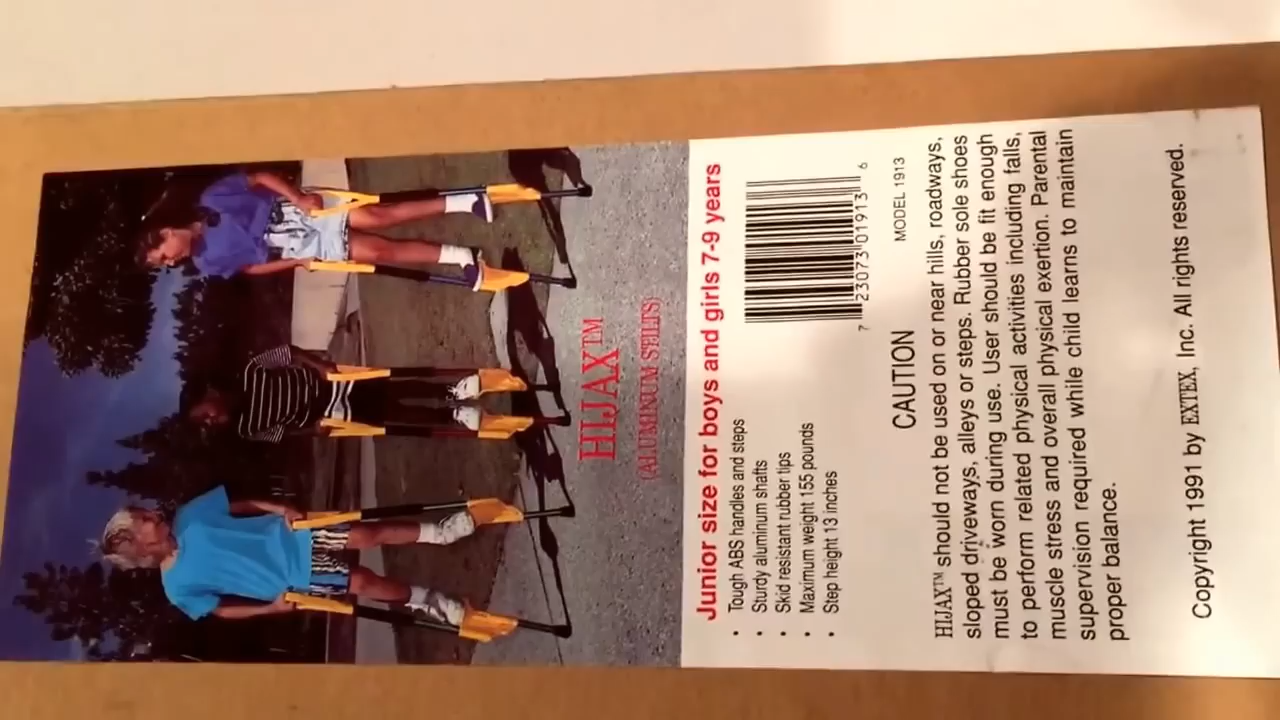 HIJAX™
(ALUMINUM STILTS)
Junior size for boys and girls 7-9 years
• Tough ABS handles and steps
• Sturdy aluminum shafts
• Skid resistant rubber tips
• Maximum weight 155 pounds
• Step height 13 inches
7 23073 01913 6
MODEL 1913
CAUTION
HIJAX™ should not be used on or near hills, roadways,
sloped driveways, alleys or steps. Rubber sole shoes
must be worn during use. User should be fit enough
to perform related physical activities including falls,
muscle stress and overall physical exertion. Parental
supervision required while child learns to maintain
proper balance.
Copyright 1991 by EXTEX, Inc. All rights reserved.